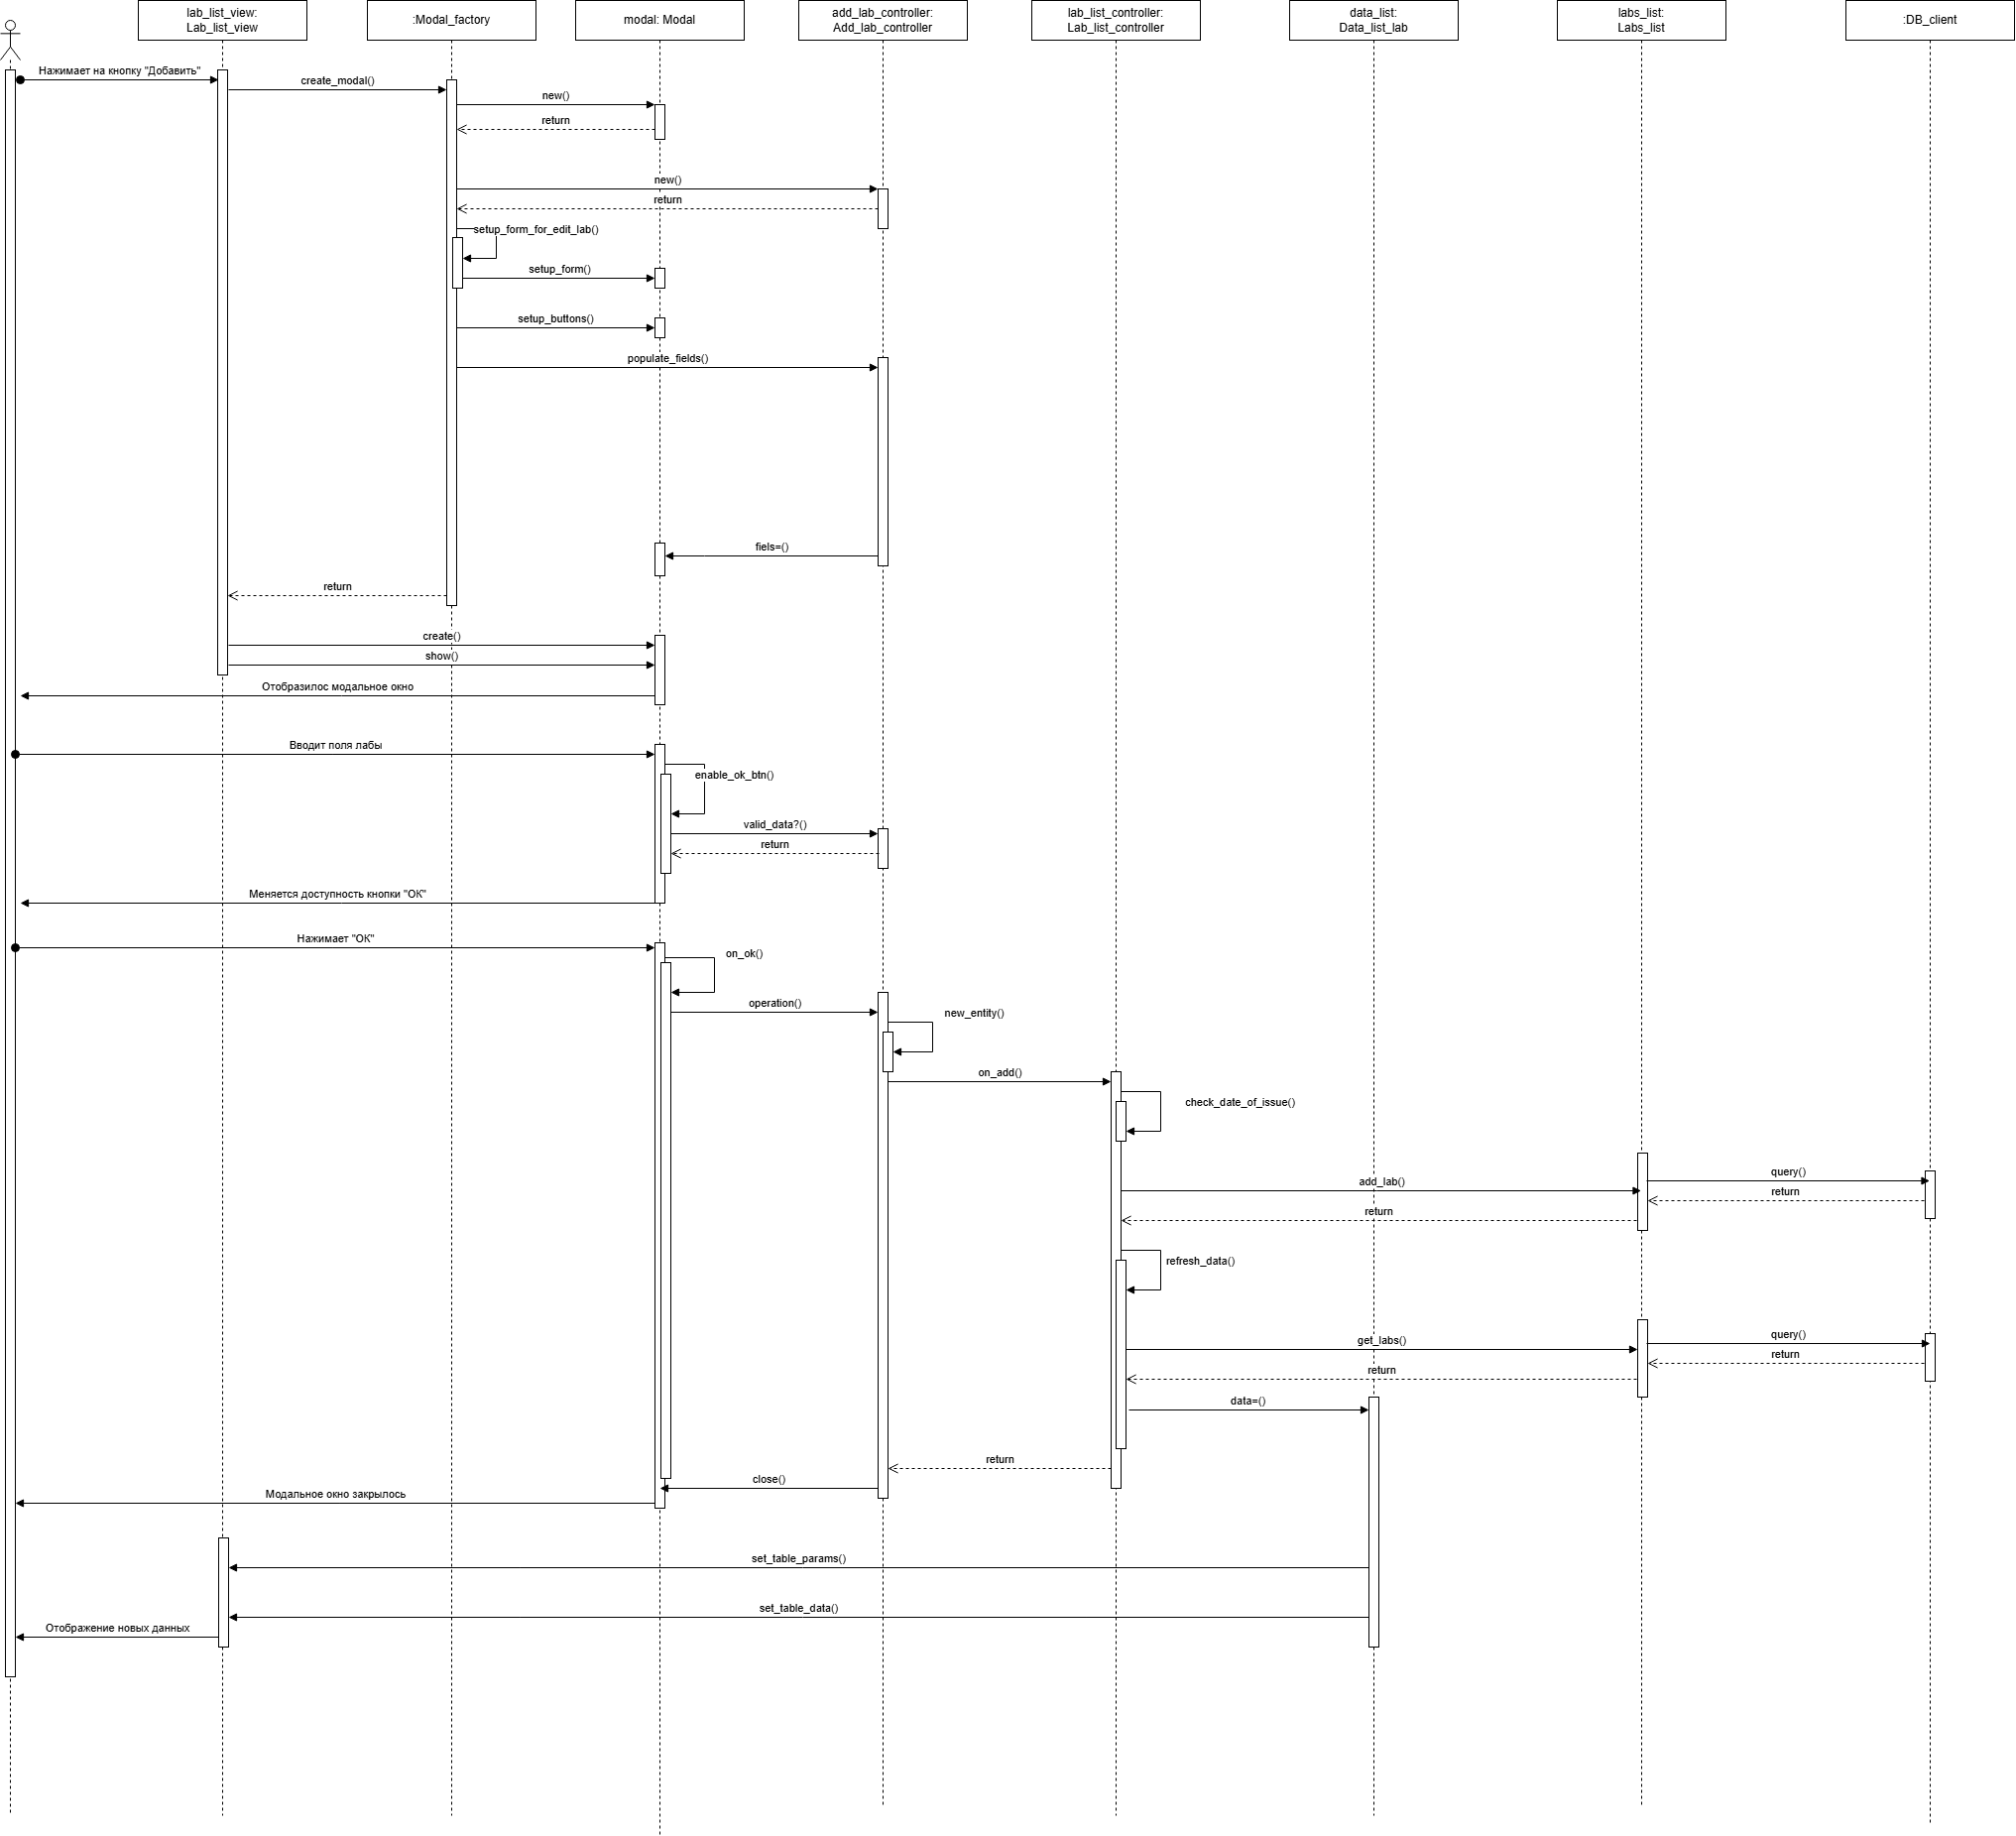 lab_list_view:
Lab_list_view
:Modal_factory
modal: Modal
add_lab_controller:
Add_lab_controller
lab_list_controller:
Lab_list_controller
data_list:
Data_list_lab
labs_list:
Labs_list
:DB_client
Нажимает на кнопку "Добавить"
create_modal()
new()
return
new()
return
setup_form_for_edit_lab()
setup_form()
setup_buttons()
populate_fields()
fiels=()
return
create()
show()
Отобразилос модальное окно
Вводит поля лабы
enable_ok_btn()
valid_data?()
return
Меняется доступность кнопки "ОК"
Нажимает "ОК"
on_ok()
operation()
new_entity()
on_add()
check_date_of_issue()
query()
add_lab()
return
return
refresh_data()
query()
get_labs()
return
return
data=()
return
close()
Модальное окно закрылось
set_table_params()
set_table_data()
Отображение новых данных